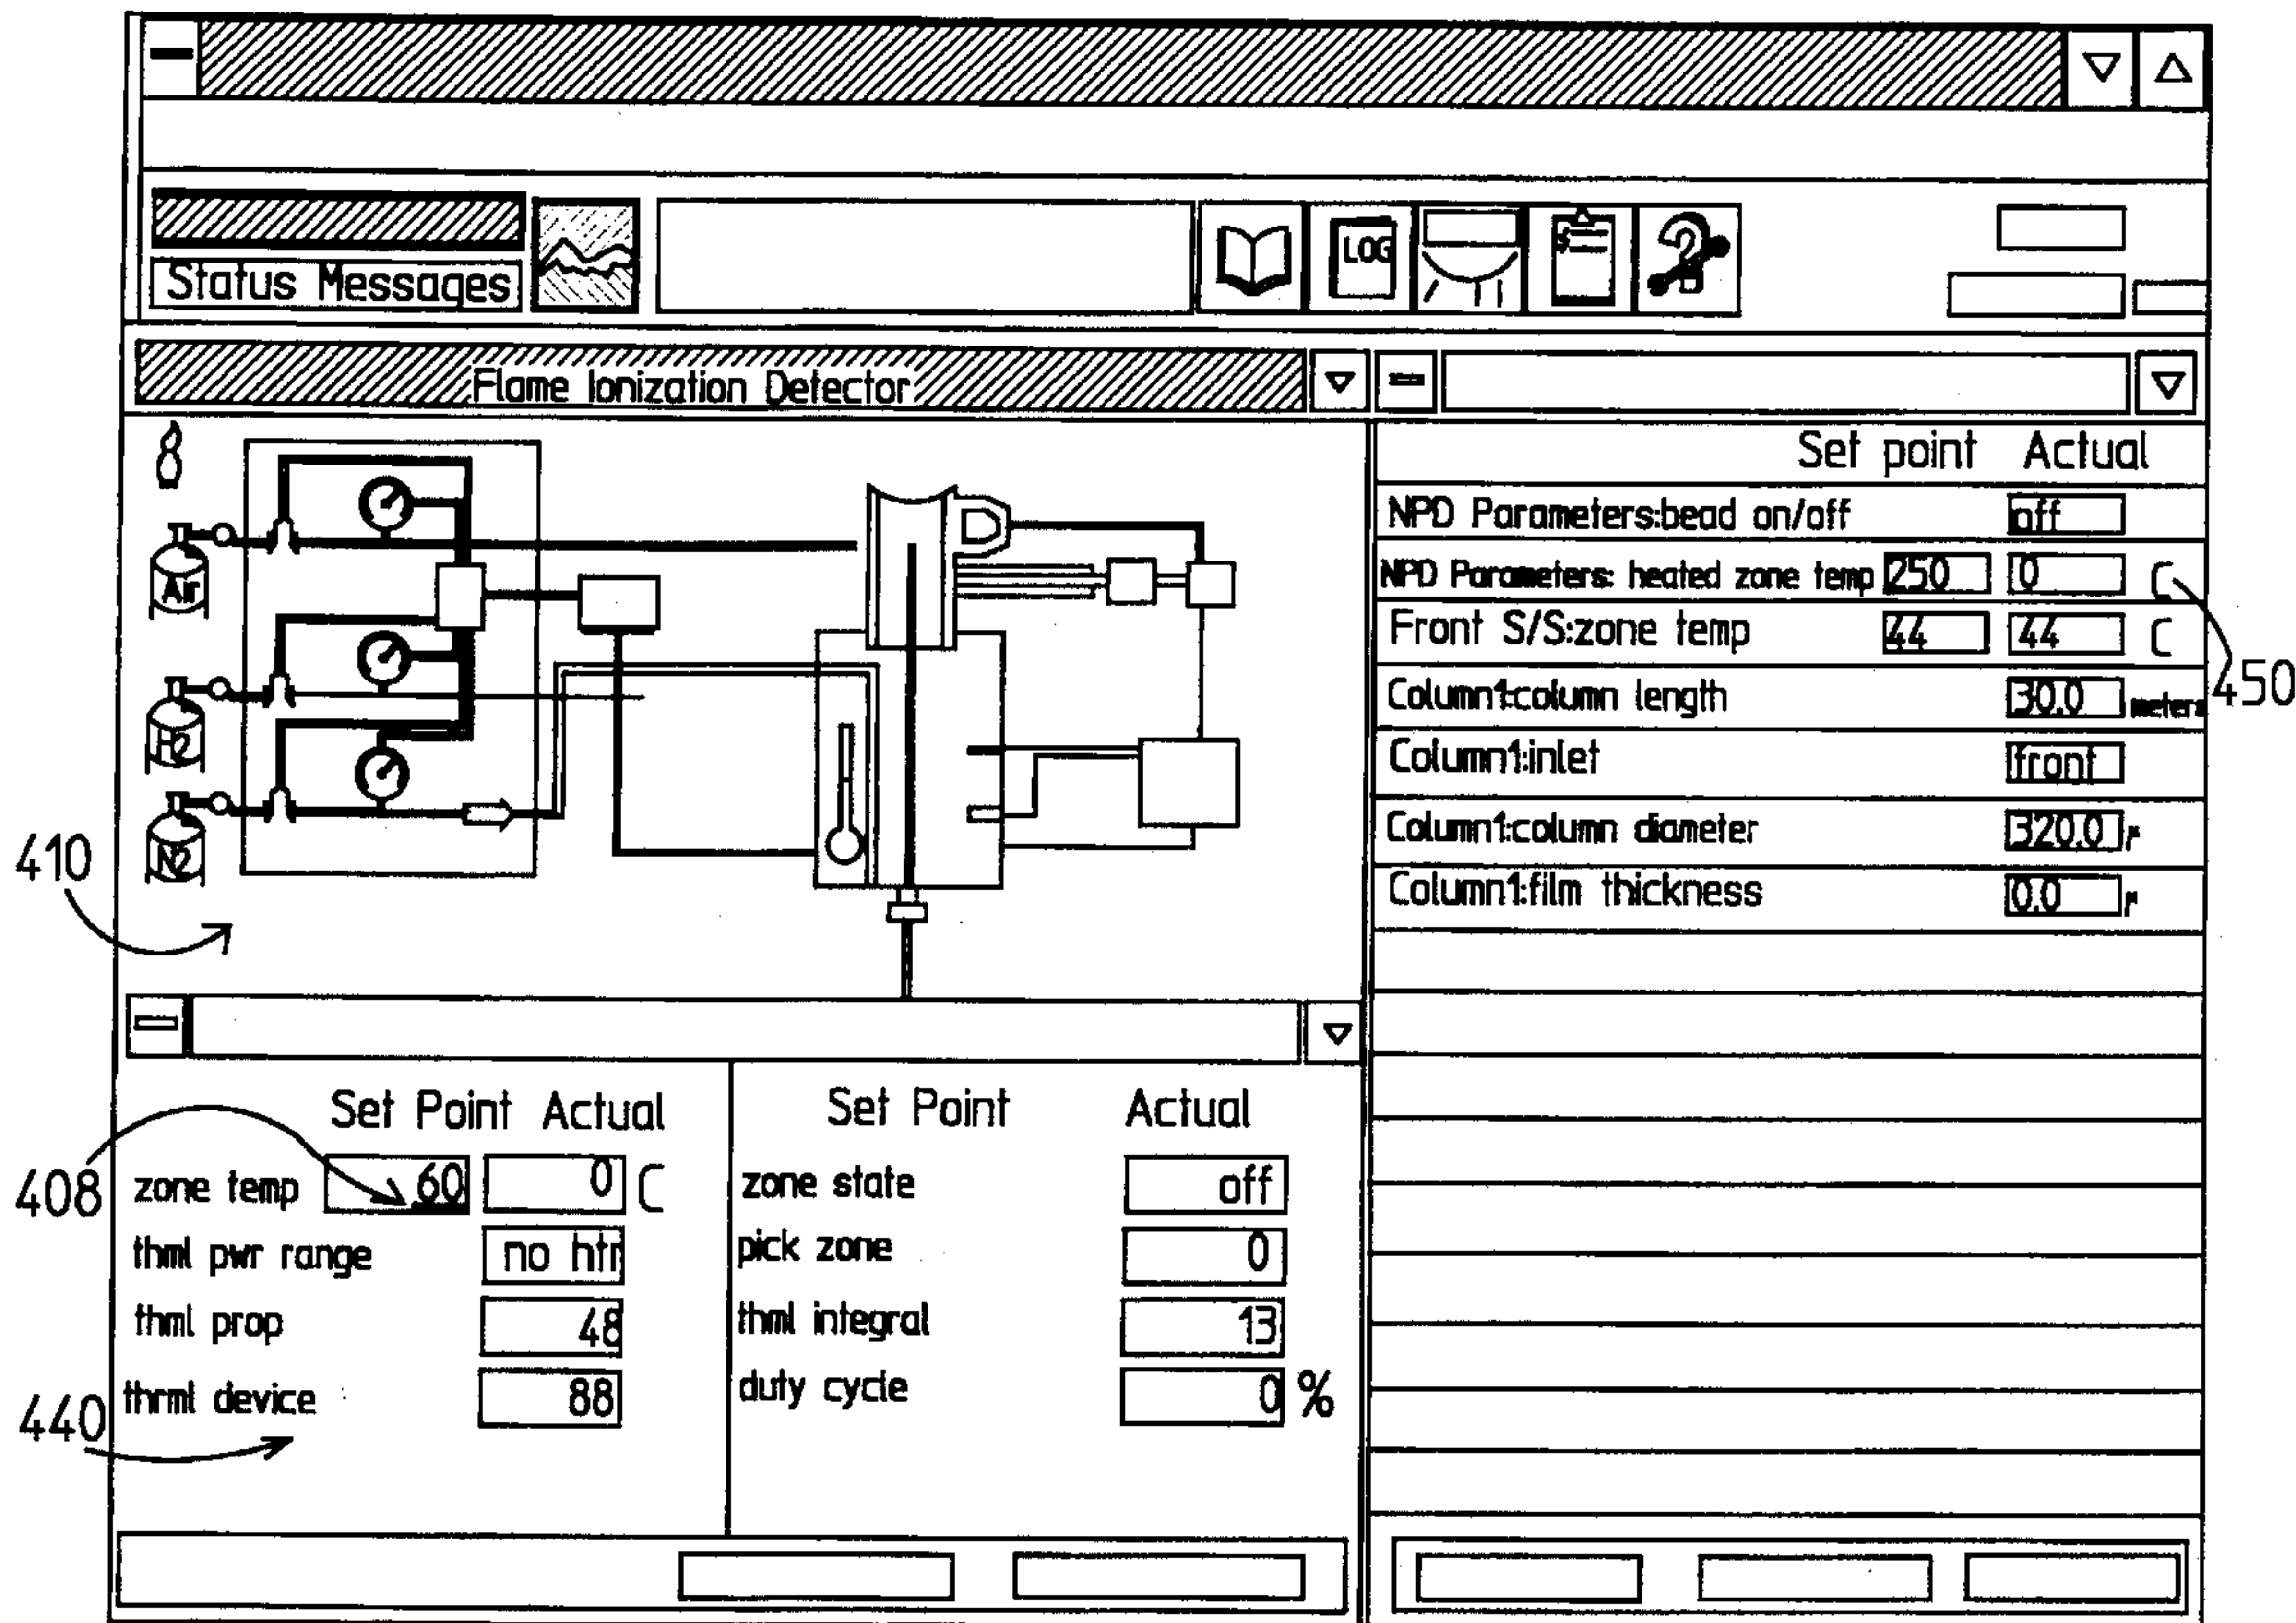 LOG
Status Messages
Flame Ionization Detector
Set point Actual
NPD Parameters:bead on/off off
NPD Parameters: heated zone temp 250 0 C
Front S/S:zone temp 44 44 C
Column1:column length 30.0 meters
450
Column1:inlet front
Column1:column diameter 320.0 µ
Column1:film thickness 0.0 µ
Air
H2
N2
410
Set Point Actual
408
zone temp 60 0 C
thml pwr range no htr
thml prop 48
thrml device 88
440
Set Point Actual
zone state off
pick zone 0
thml integral 13
duty cycle 0 %